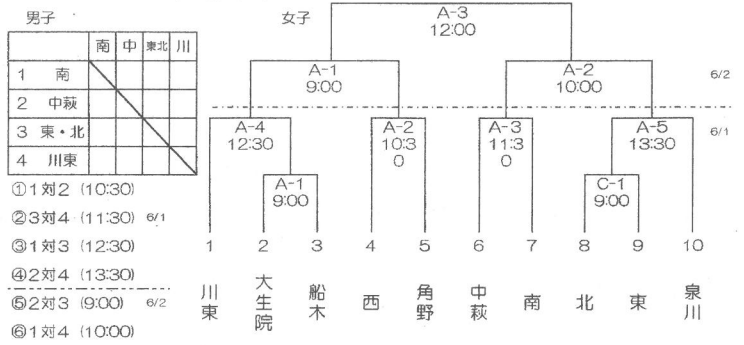 男子
南 中 東北 川
1 南
2 中萩
3 東・北
4 川東
①1対2 (10:30)
②3対4 (11:30) 6/1
③1対3 (12:30)
④2対4 (13:30)
⑤2対3 (9:00) 6/2
⑥1対4 (10:00)
女子
A-3
12:00
A-1
9:00
A-2
10:00
6/2
A-4
12:30
A-2
10:3
0
A-3
11:3
0
A-5
13:30
6/1
A-1
9:00
C-1
9:00
1 2 3 4 5 6 7 8 9 10
川東
大生院
船木
西
角野
中萩
南
北
東
泉川